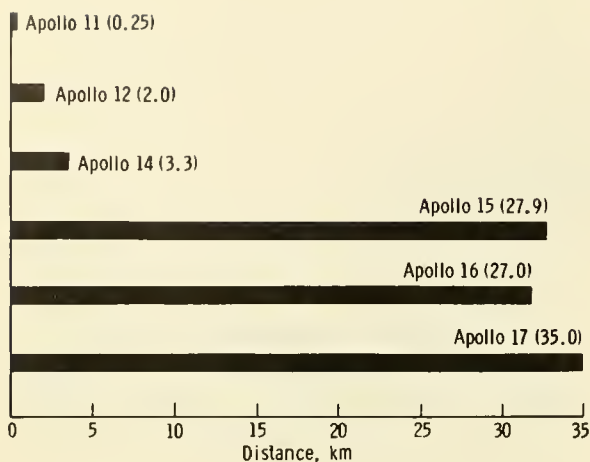 Apollo 11 (0.25)
Apollo 12 (2.0)
Apollo 14 (3.3)
Apollo 15 (27.9)
Apollo 16 (27.0)
Apollo 17 (35.0)
0 5 10 15 20 25 30 35
Distance, km